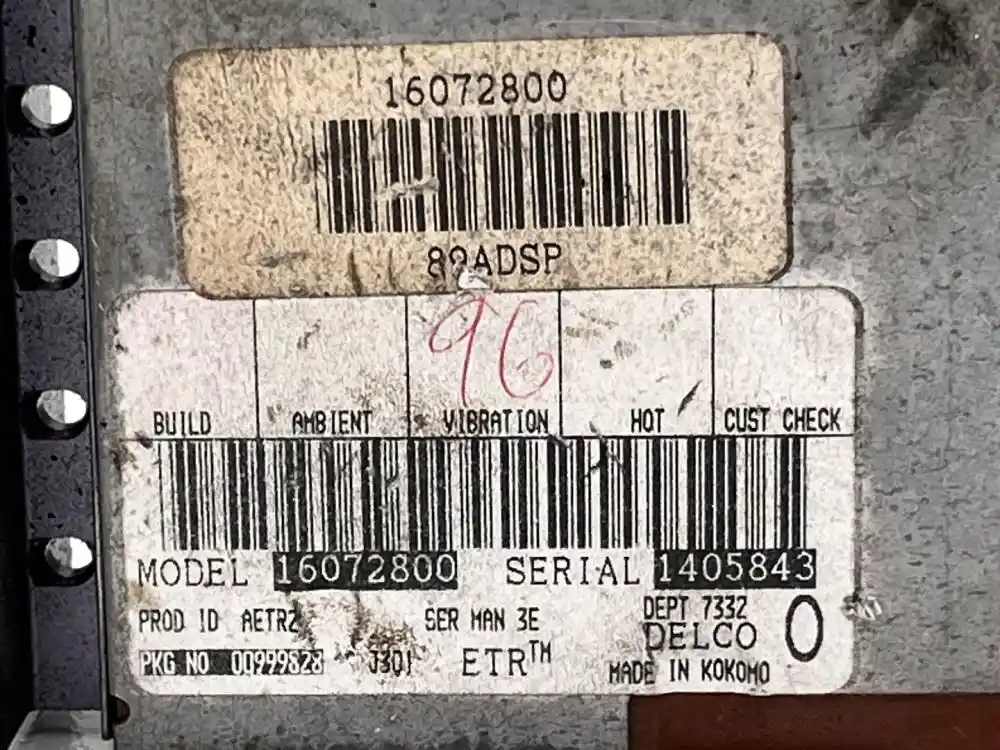 16072800
89ADSP
96
BUILD AMBIENT VIBRATION HOT CUST CHECK
MODEL 16072800 SERIAL 1405843
PROD ID AETR2 SER MAN 3E DEPT 7332
DELCO 0
PKG NO 00999828 J301 ETR™ MADE IN KOKOMO